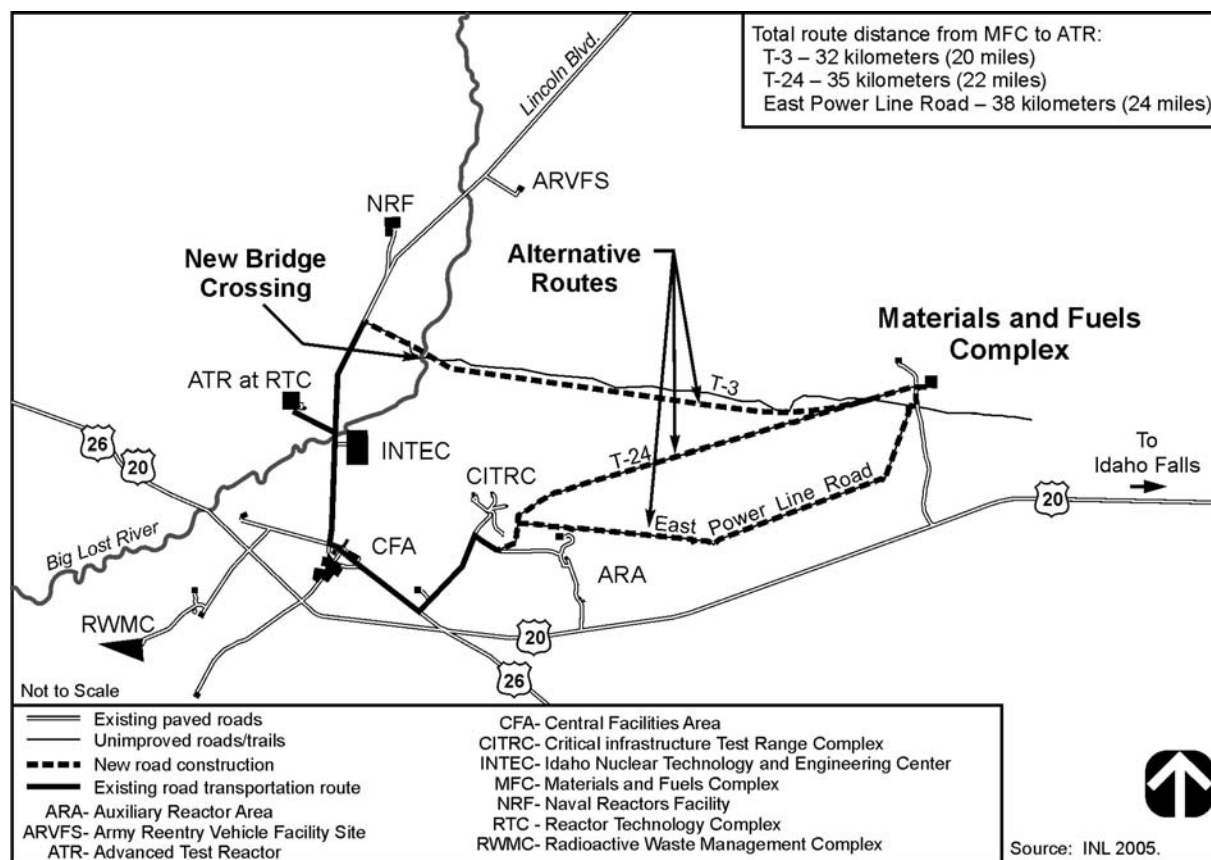 Total route distance from MFC to ATR:
T-3 – 32 kilometers (20 miles)
T-24 – 35 kilometers (22 miles)
East Power Line Road – 38 kilometers (24 miles)
Lincoln Blvd.
ARVFS
NRF
New Bridge
Crossing
Alternative
Routes
Materials and Fuels
Complex
ATR at RTC
T-3
26
20
INTEC
T-24
CITRC
East Power Line Road
To
Idaho Falls
20
Big Lost River
CFA
ARA
RWMC
20
26
Not to Scale
Existing paved roads
Unimproved roads/trails
New road construction
Existing road transportation route
ARA- Auxiliary Reactor Area
ARVFS- Army Reentry Vehicle Facility Site
ATR- Advanced Test Reactor
CFA- Central Facilities Area
CITRC- Critical infrastructure Test Range Complex
INTEC- Idaho Nuclear Technology and Engineering Center
MFC- Materials and Fuels Complex
NRF- Naval Reactors Facility
RTC - Reactor Technology Complex
RWMC- Radioactive Waste Management Complex
Source: INL 2005.